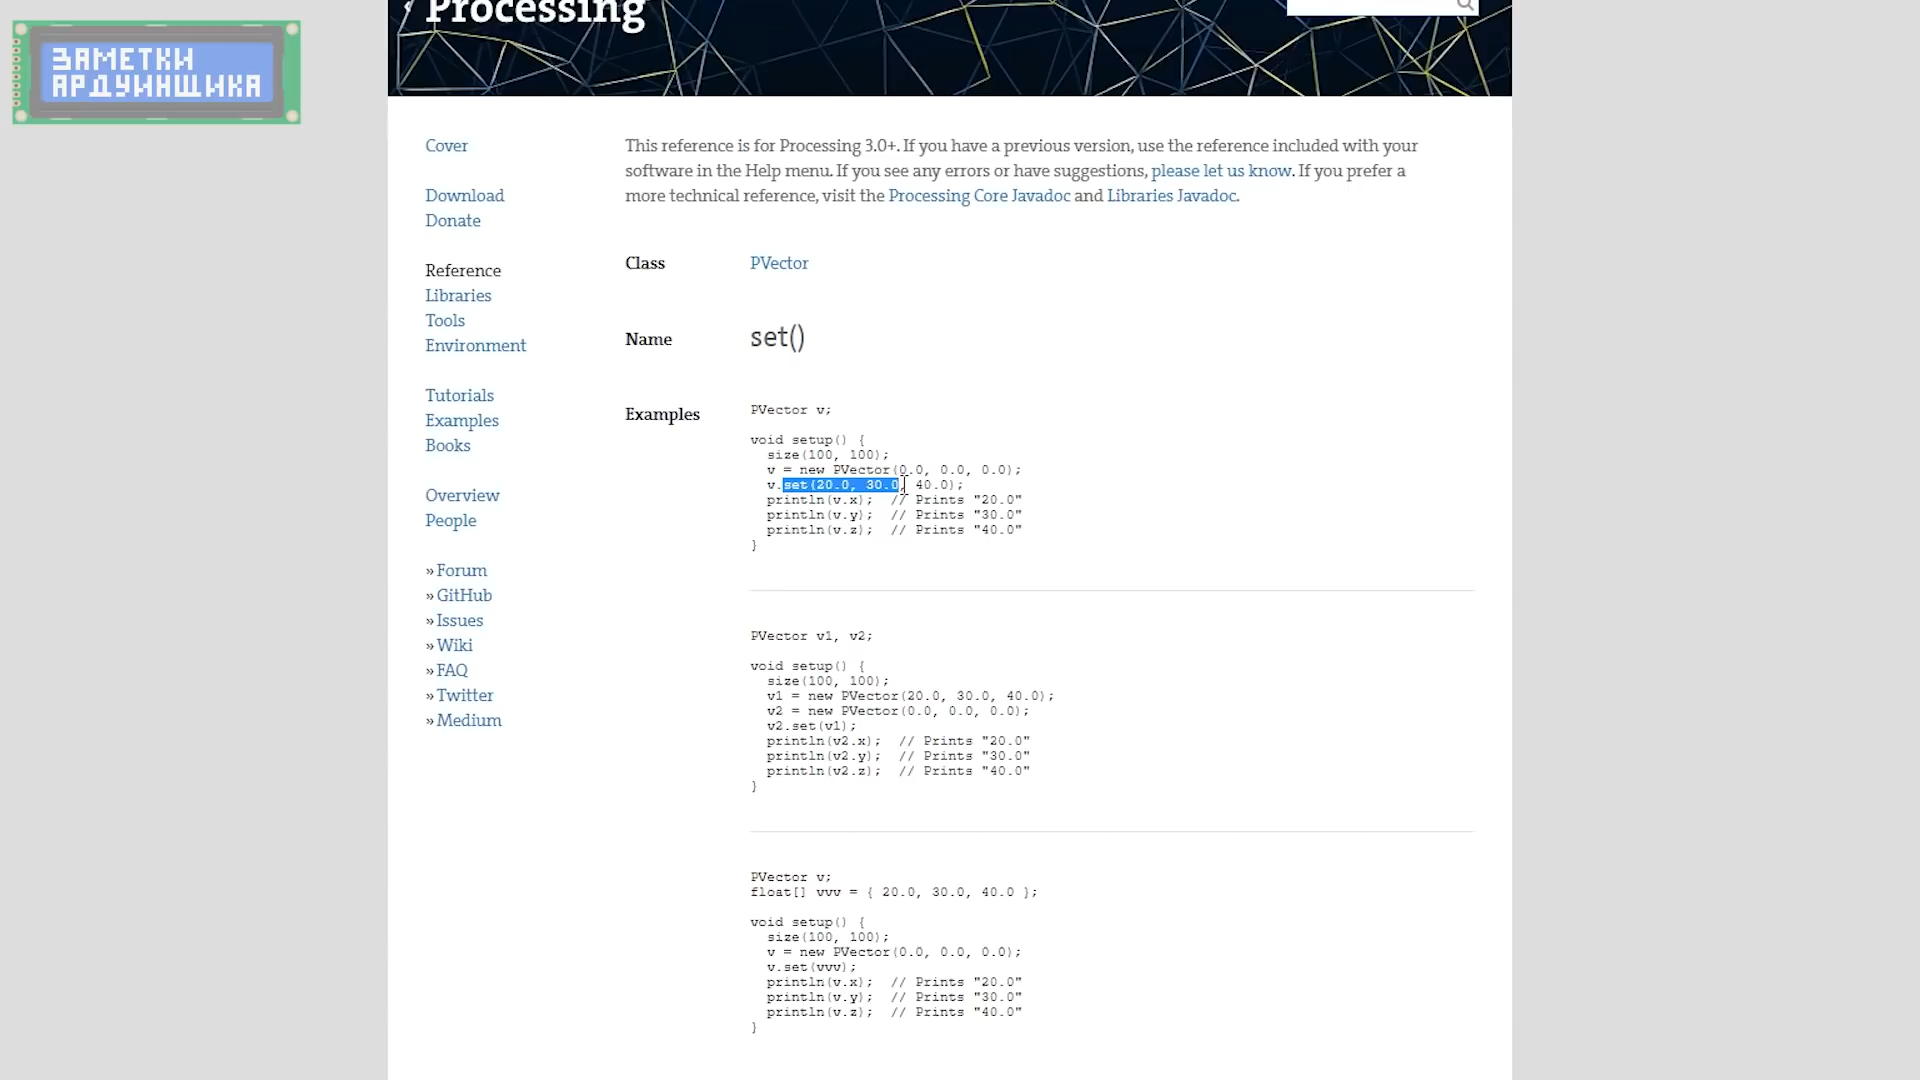 Processing
ЗАМЕТКИ
АРДУИНЩИКА
Cover
Download
Donate
Reference
Libraries
Tools
Environment
Tutorials
Examples
Books
Overview
People
» Forum
» GitHub
» Issues
» Wiki
» FAQ
» Twitter
» Medium
This reference is for Processing 3.0+. If you have a previous version, use the reference included with your
software in the Help menu. If you see any errors or have suggestions, please let us know. If you prefer a
more technical reference, visit the Processing Core Javadoc and Libraries Javadoc.
Class PVector
Name set()
Examples
PVector v;
void setup() {
  size(100, 100);
  v = new PVector(0.0, 0.0, 0.0);
  v.set(20.0, 30.0, 40.0);
  println(v.x);  // Prints "20.0"
  println(v.y);  // Prints "30.0"
  println(v.z);  // Prints "40.0"
}
PVector v1, v2;
void setup() {
  size(100, 100);
  v1 = new PVector(20.0, 30.0, 40.0);
  v2 = new PVector(0.0, 0.0, 0.0);
  v2.set(v1);
  println(v2.x);  // Prints "20.0"
  println(v2.y);  // Prints "30.0"
  println(v2.z);  // Prints "40.0"
}
PVector v;
float[] vvv = { 20.0, 30.0, 40.0 };
void setup() {
  size(100, 100);
  v = new PVector(0.0, 0.0, 0.0);
  v.set(vvv);
  println(v.x);  // Prints "20.0"
  println(v.y);  // Prints "30.0"
  println(v.z);  // Prints "40.0"
}